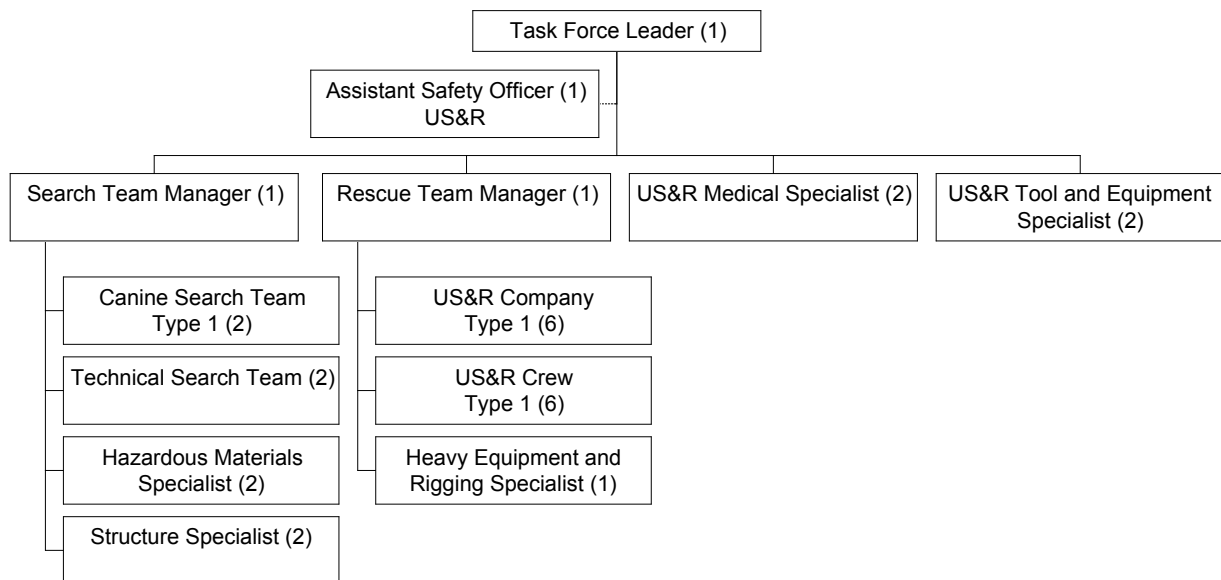 Task Force Leader (1)
Assistant Safety Officer (1)
US&R
Search Team Manager (1)
Rescue Team Manager (1)
US&R Medical Specialist (2)
US&R Tool and Equipment
Specialist (2)
Canine Search Team
Type 1 (2)
Technical Search Team (2)
Hazardous Materials
Specialist (2)
Structure Specialist (2)
US&R Company
Type 1 (6)
US&R Crew
Type 1 (6)
Heavy Equipment and
Rigging Specialist (1)